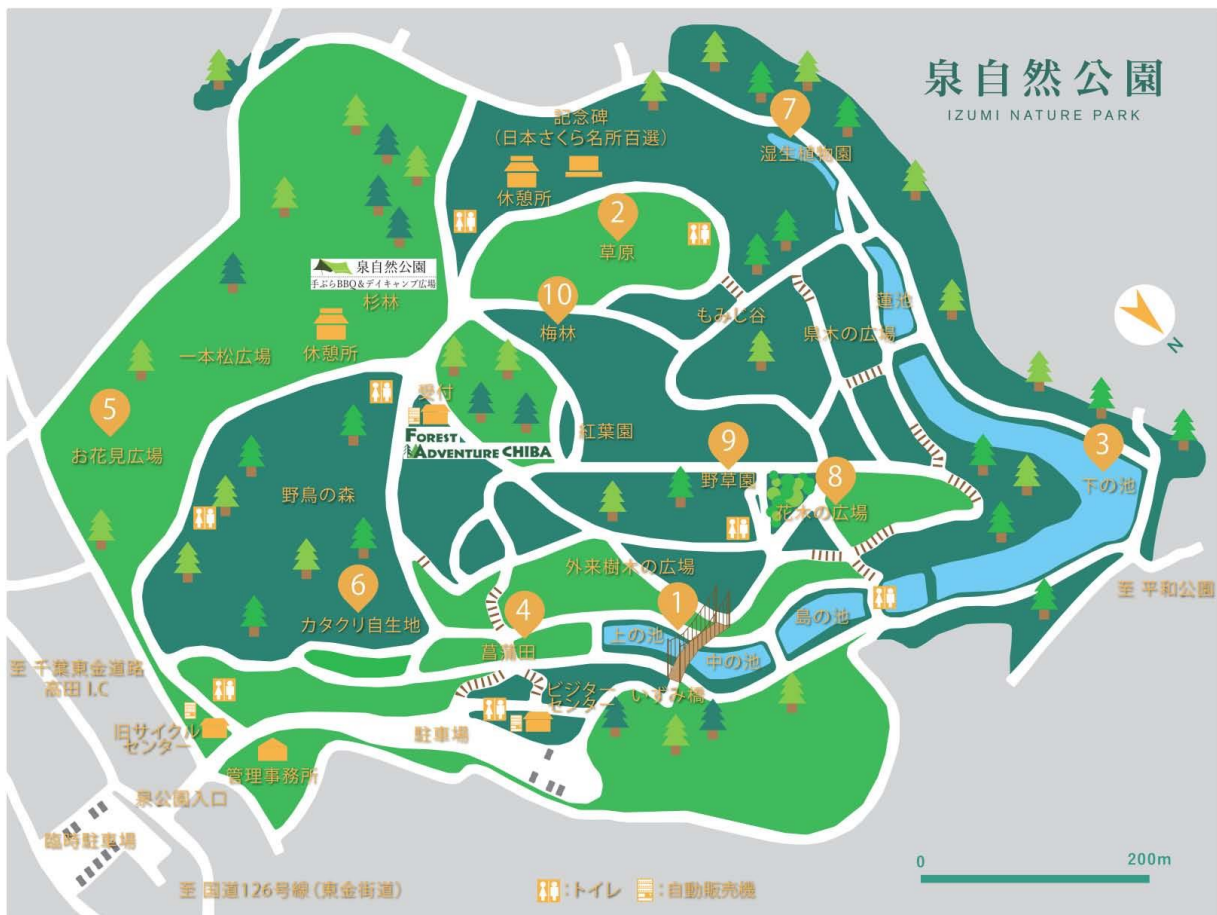 泉自然公園
IZUMI NATURE PARK
7
湿生植物園
記念碑
(日本さくら名所百選)
休憩所
2
草原
泉自然公園
手ぶらBBQ&デイキャンプ広場
杉林
10
梅林
もみじ谷
蓮池
県木の広場
N
一本松広場
休憩所
受付
FOREST
ADVENTURE CHIBA
紅葉園
5
お花見広場
9
野草園
8
花木の広場
3
下の池
野鳥の森
6
カタクリ自生地
外来樹木の広場
4
菖蒲田
1
上の池
中の池
島の池
いずみ橋
至 平和公園
至 千葉東金道路
高田 I.C
旧サイクル
センター
管理事務所
駐車場
ビジター
センター
泉公園入口
臨時駐車場
至 国道126号線(東金街道)
:トイレ
:自動販売機
0
200m